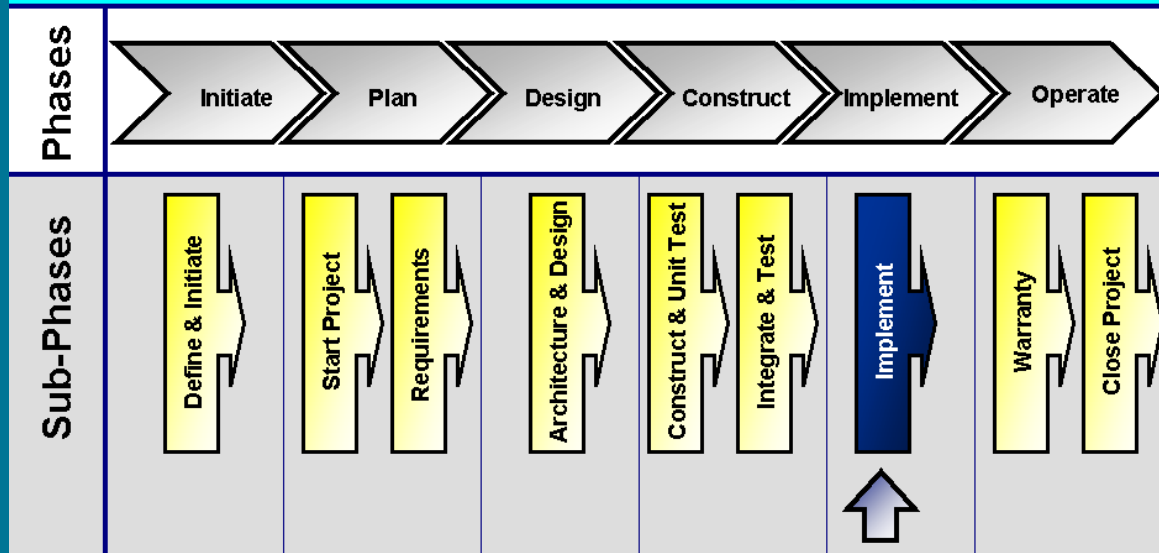 Phases
Initiate
Plan
Design
Construct
Implement
Operate
Sub-Phases
Define & Initiate
Start Project
Requirements
Architecture & Design
Construct & Unit Test
Integrate & Test
Implement
Warranty
Close Project